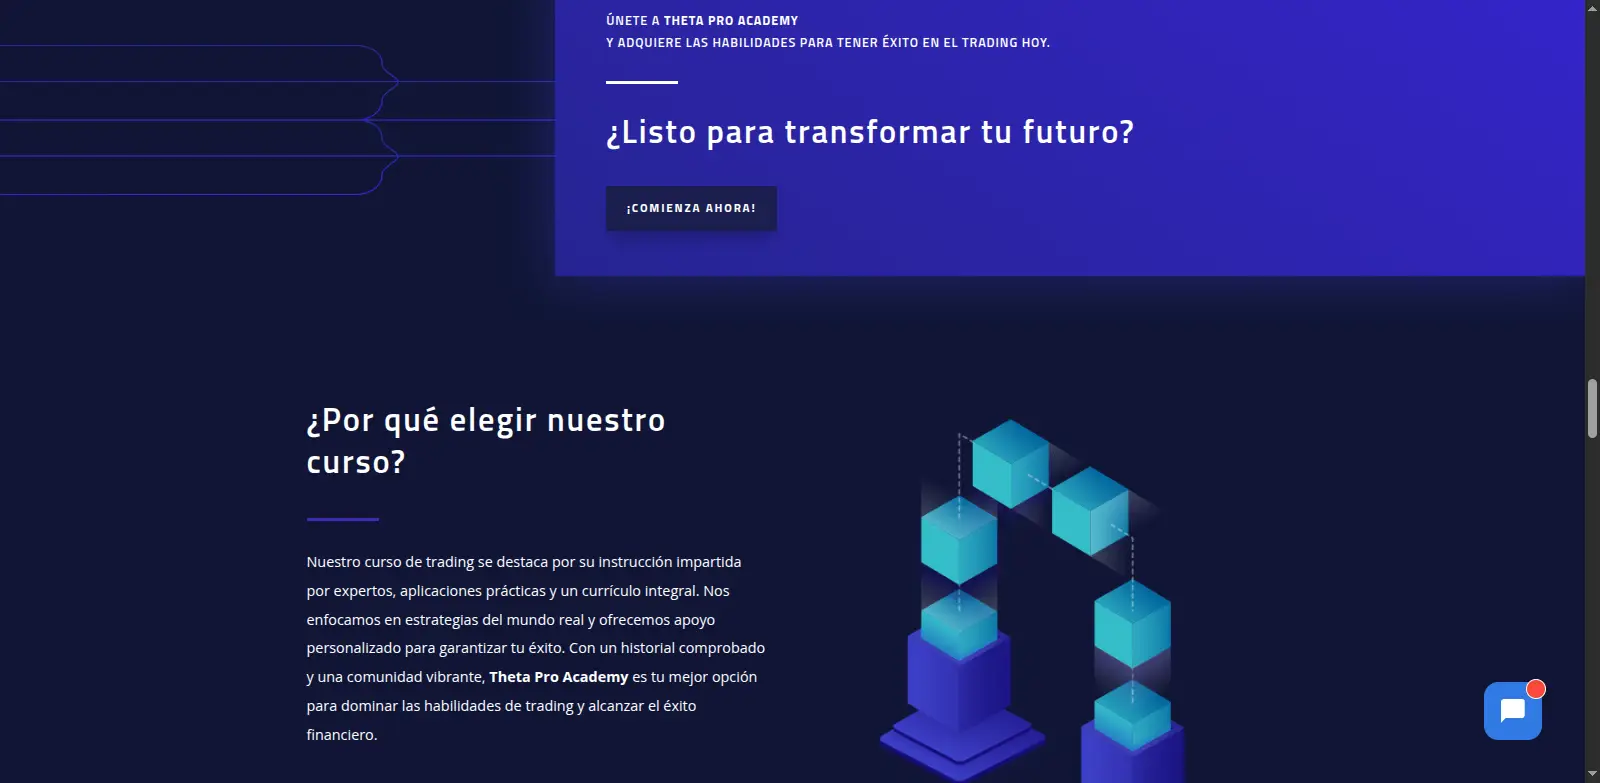 ÚNETE A THETA PRO ACADEMY
Y ADQUIERE LAS HABILIDADES PARA TENER ÉXITO EN EL TRADING HOY.
¿Listo para transformar tu futuro?
¡COMIENZA AHORA!
¿Por qué elegir nuestro
curso?
Nuestro curso de trading se destaca por su instrucción impartida
por expertos, aplicaciones prácticas y un currículo integral. Nos
enfocamos en estrategias del mundo real y ofrecemos apoyo
personalizado para garantizar tu éxito. Con un historial comprobado
y una comunidad vibrante, Theta Pro Academy es tu mejor opción
para dominar las habilidades de trading y alcanzar el éxito
financiero.